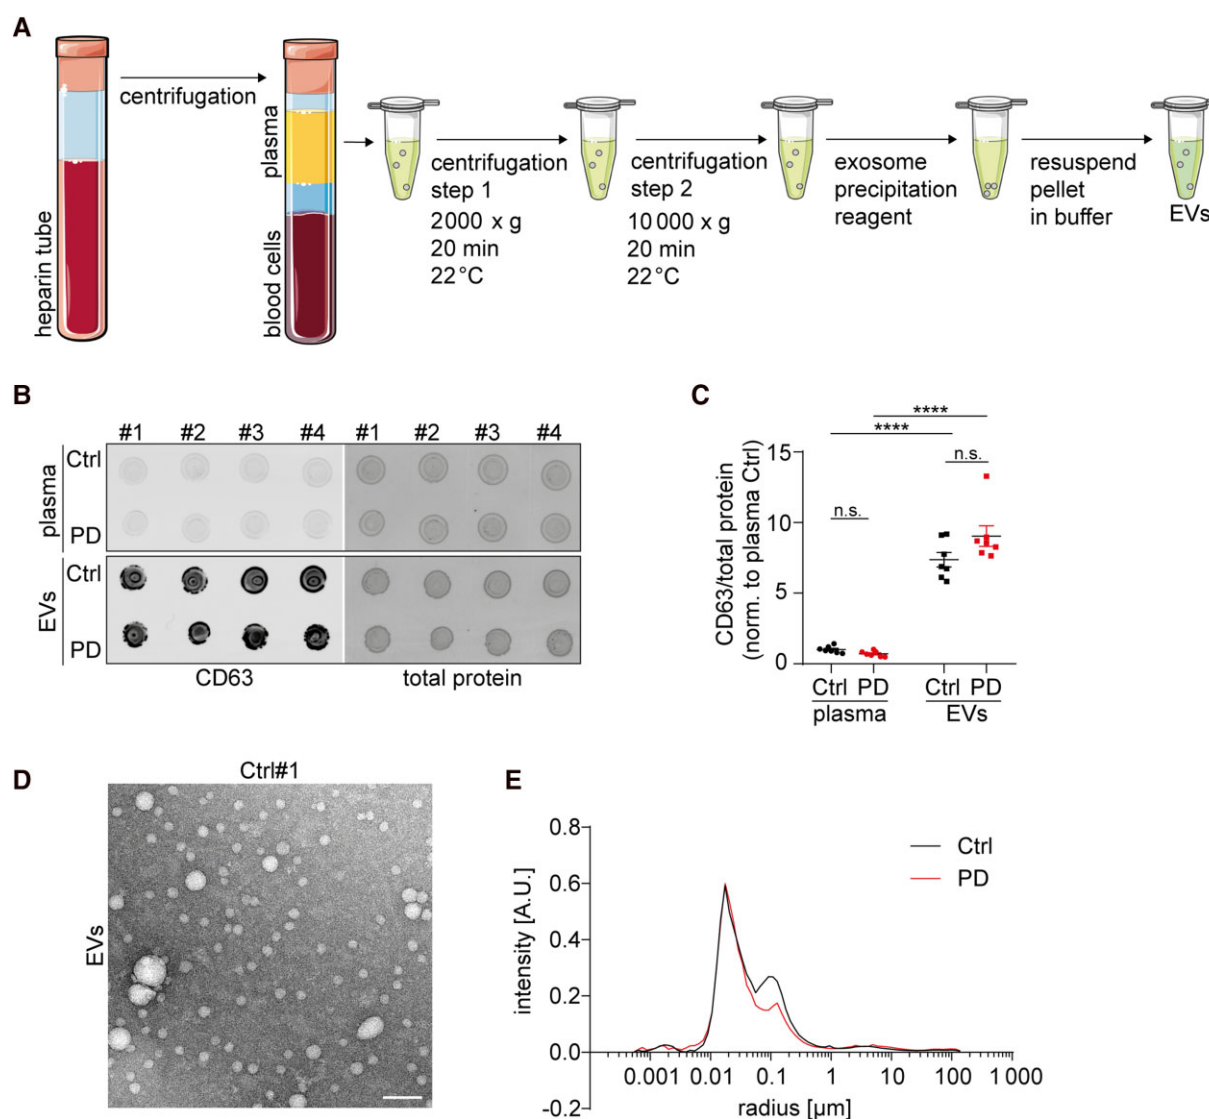 A
heparin tube
centrifugation
plasma
blood cells
centrifugation
step 1
2000 x g
20 min
22 °C
centrifugation
step 2
10 000 x g
20 min
22 °C
exosome
precipitation
reagent
resuspend
pellet
in buffer
EVs
B
#1 #2 #3 #4 #1 #2 #3 #4
plasma
Ctrl
PD
EVs
Ctrl
PD
CD63 total protein
C
****
****
n.s.
n.s.
CD63/total protein
(norm. to plasma Ctrl)
15
10
5
0
Ctrl PD Ctrl PD
plasma EVs
D
Ctrl#1
EVs
E
intensity [A.U.]
0.8
0.6
0.4
0.2
0.0
-0.2
Ctrl
PD
0.001 0.01 0.1 1 10 100 1000
radius [µm]